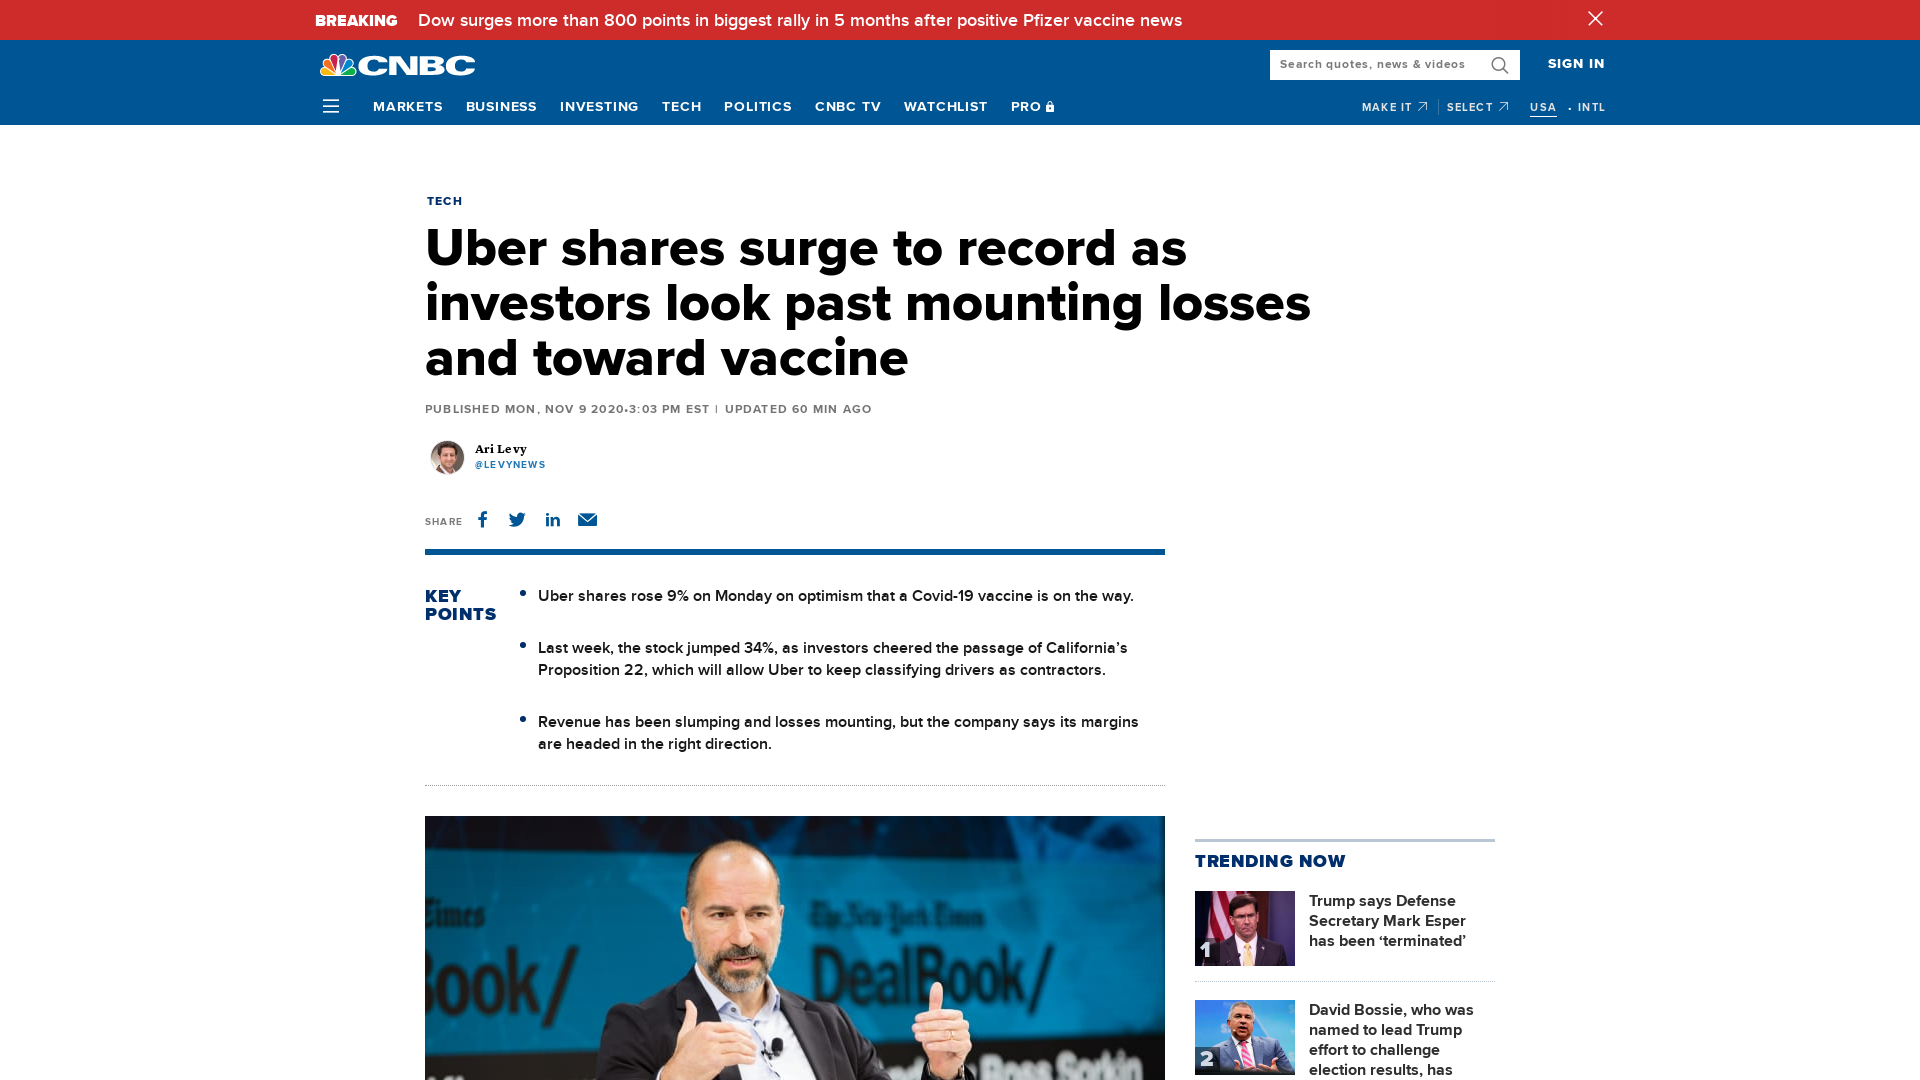 BREAKING Dow surges more than 800 points in biggest rally in 5 months after positive Pfizer vaccine news
CNBC
Search quotes, news & videos
SIGN IN
MARKETS BUSINESS INVESTING TECH POLITICS CNBC TV WATCHLIST PRO
MAKE IT SELECT USA • INTL
TECH
Uber shares surge to record as
investors look past mounting losses
and toward vaccine
PUBLISHED MON, NOV 9 2020•3:03 PM EST | UPDATED 60 MIN AGO
Ari Levy
@LEVYNEWS
SHARE
KEY
POINTS
Uber shares rose 9% on Monday on optimism that a Covid-19 vaccine is on the way.
Last week, the stock jumped 34%, as investors cheered the passage of California’s
Proposition 22, which will allow Uber to keep classifying drivers as contractors.
Revenue has been slumping and losses mounting, but the company says its margins
are headed in the right direction.
Times
The New York Times
Book/
DealBook/
Ross Sorkin
TRENDING NOW
1
Trump says Defense
Secretary Mark Esper
has been ‘terminated’
2
David Bossie, who was
named to lead Trump
effort to challenge
election results, has